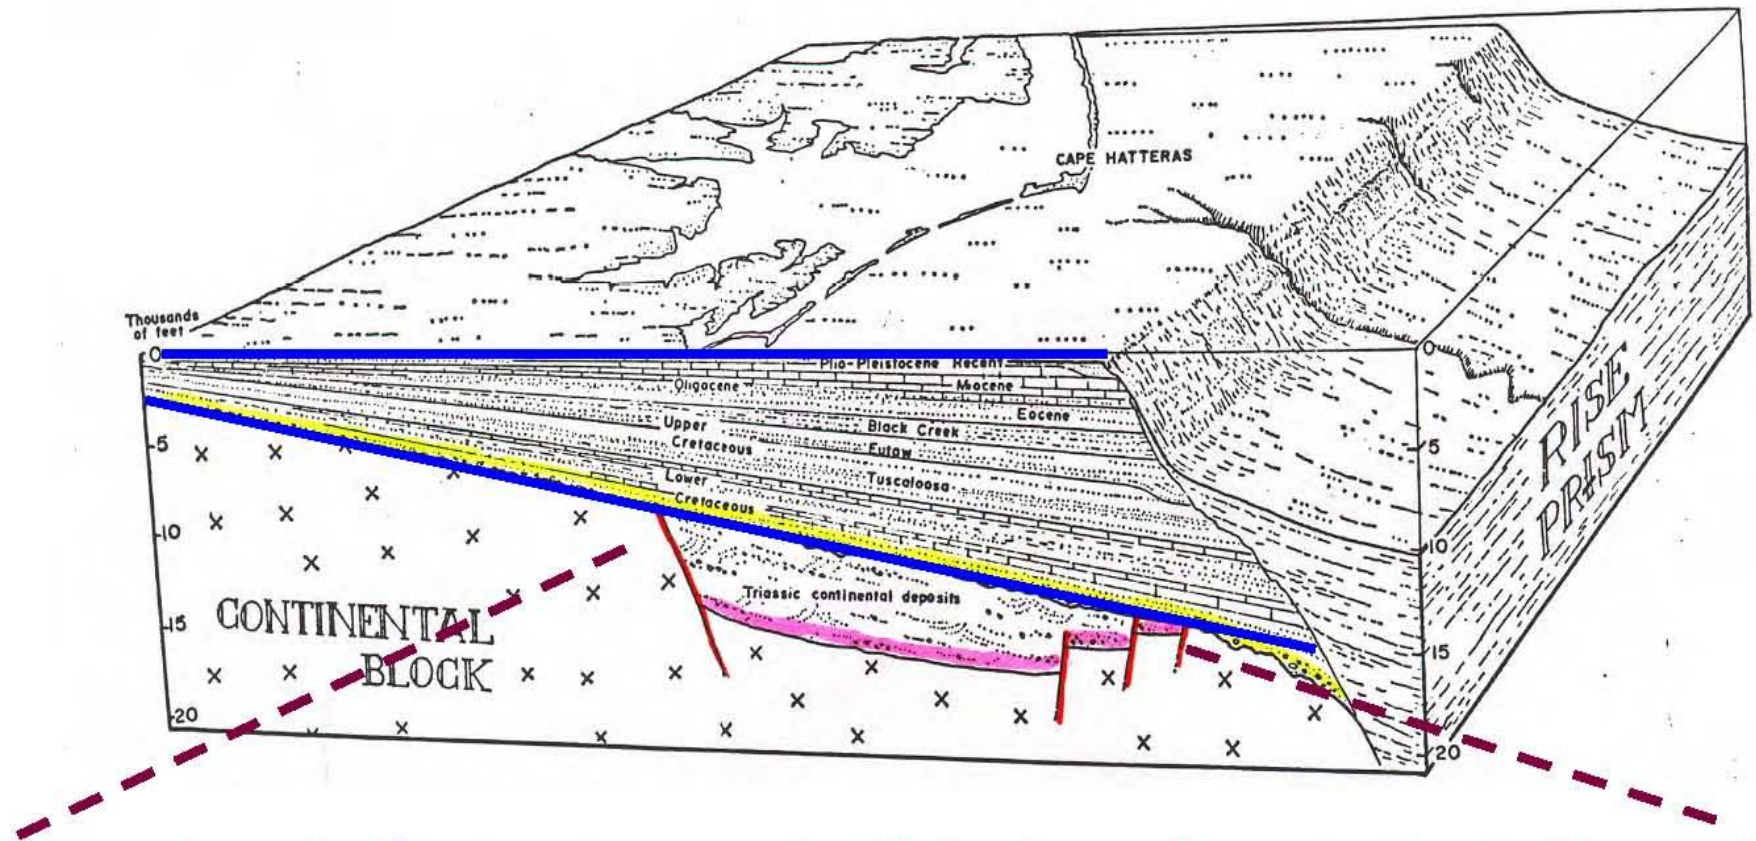 CAPE HATTERAS
Thousands
of feet
0
0
Plio-Pleistocene Recent
Oligocene
Miocene
Eocene
Upper
Cretaceous
Black Creek
Eutaw
Tuscaloosa
Lower
Cretaceous
-5
5
-10
10
Triassic continental deposits
15
15
CONTINENTAL
BLOCK
-20
20
RISE
PRISM